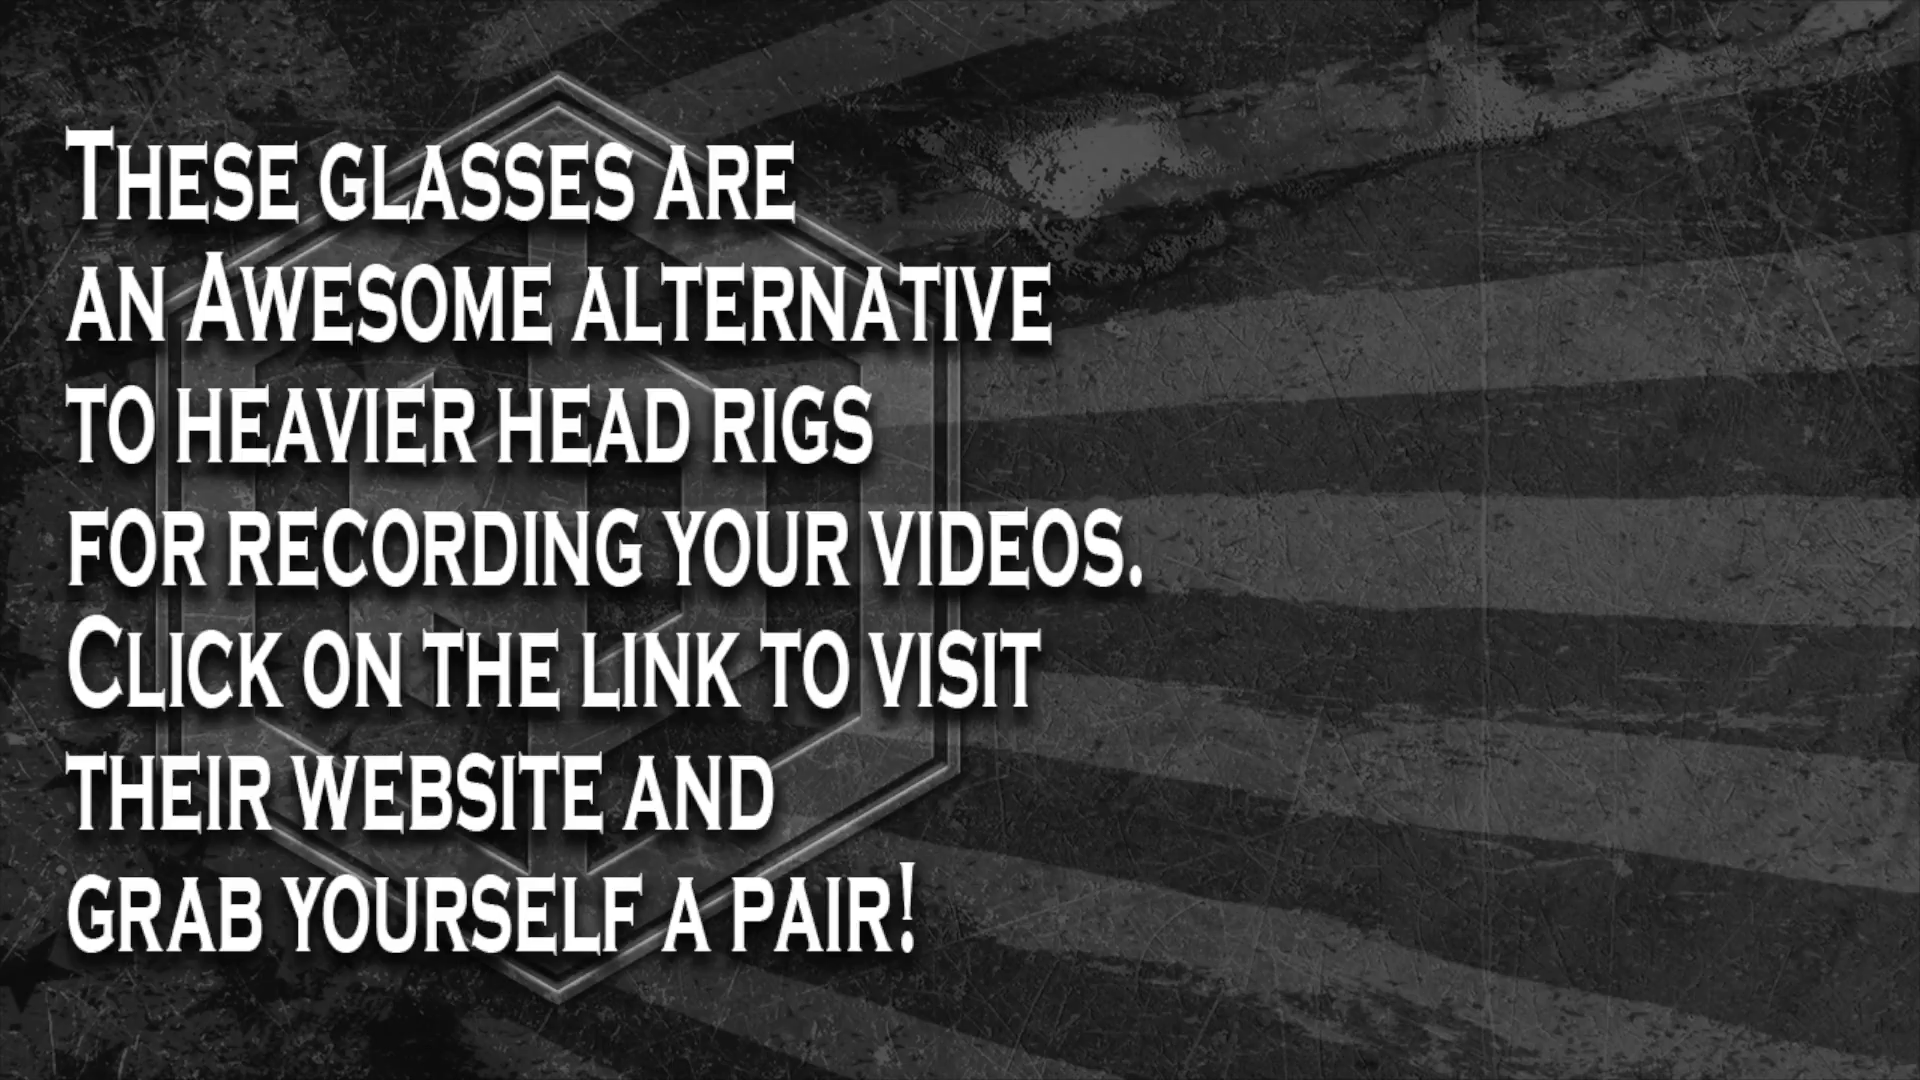 These glasses are
an Awesome alternative
to heavier head rigs
for recording your videos.
Click on the link to visit
their website and
grab yourself a pair!